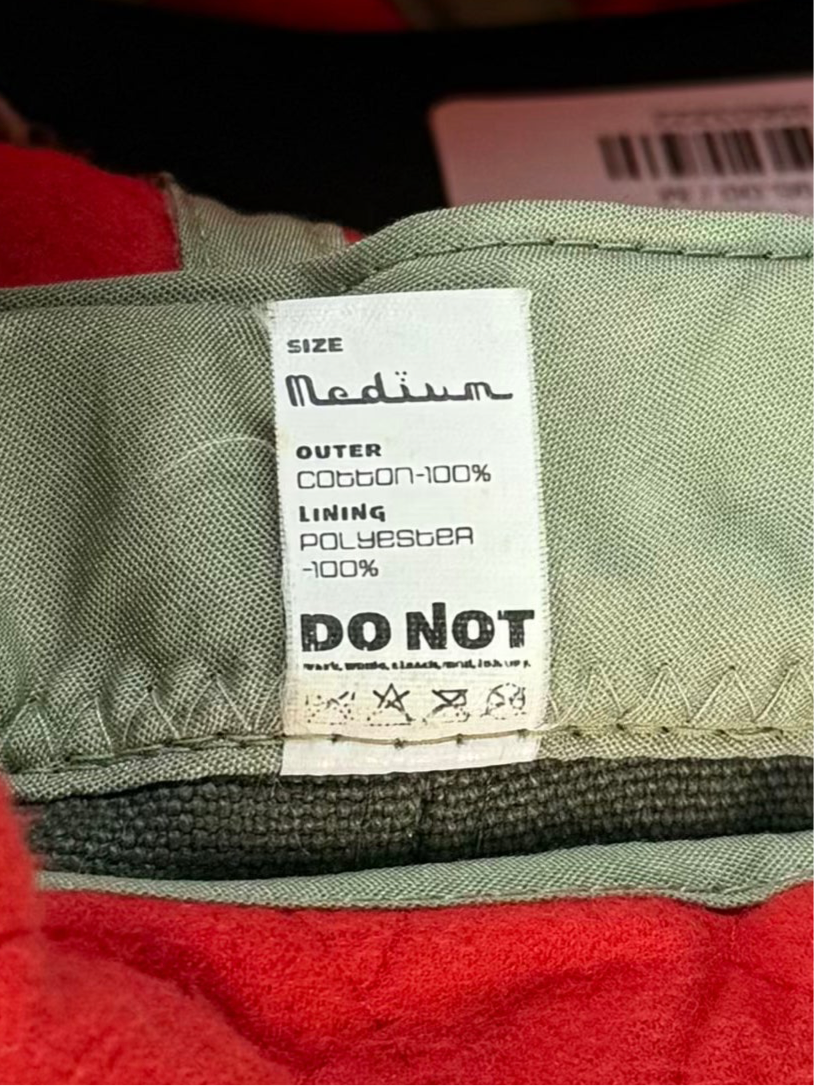 SIZE
Medium
OUTER
COttON-100%
LINING
POLYEStER
-100%
DO NOT